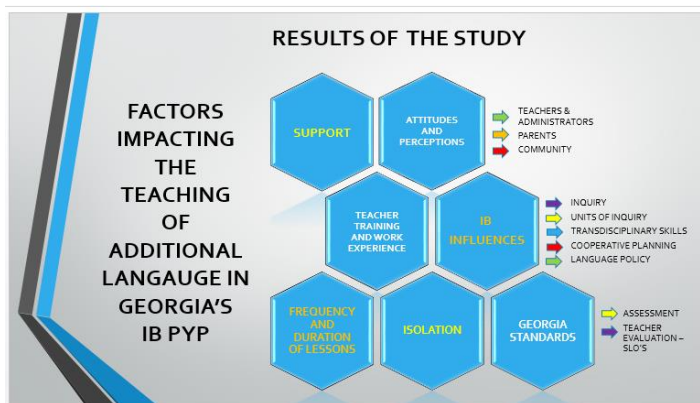 RESULTS OF THE STUDY
FACTORS
IMPACTING
THE
TEACHING
OF
ADDITIONAL
LANGAUGE IN
GEORGIA'S
IB PYP
SUPPORT
ATTITUDES
AND
PERCEPTIONS
TEACHERS &
ADMINISTRATORS
PARENTS
COMMUNITY
TEACHER
TRAINING
AND WORK
EXPERIENCE
IB
INFLUENCES
INQUIRY
UNITS OF INQUIRY
TRANSDISCIPLINARY SKILLS
COOPERATIVE PLANNING
LANGUAGE POLICY
FREQUENCY
AND
DURATION
OF LESSONS
ISOLATION
GEORGIA
STANDARDS
ASSESSMENT
TEACHER
EVALUATION –
SLO'S